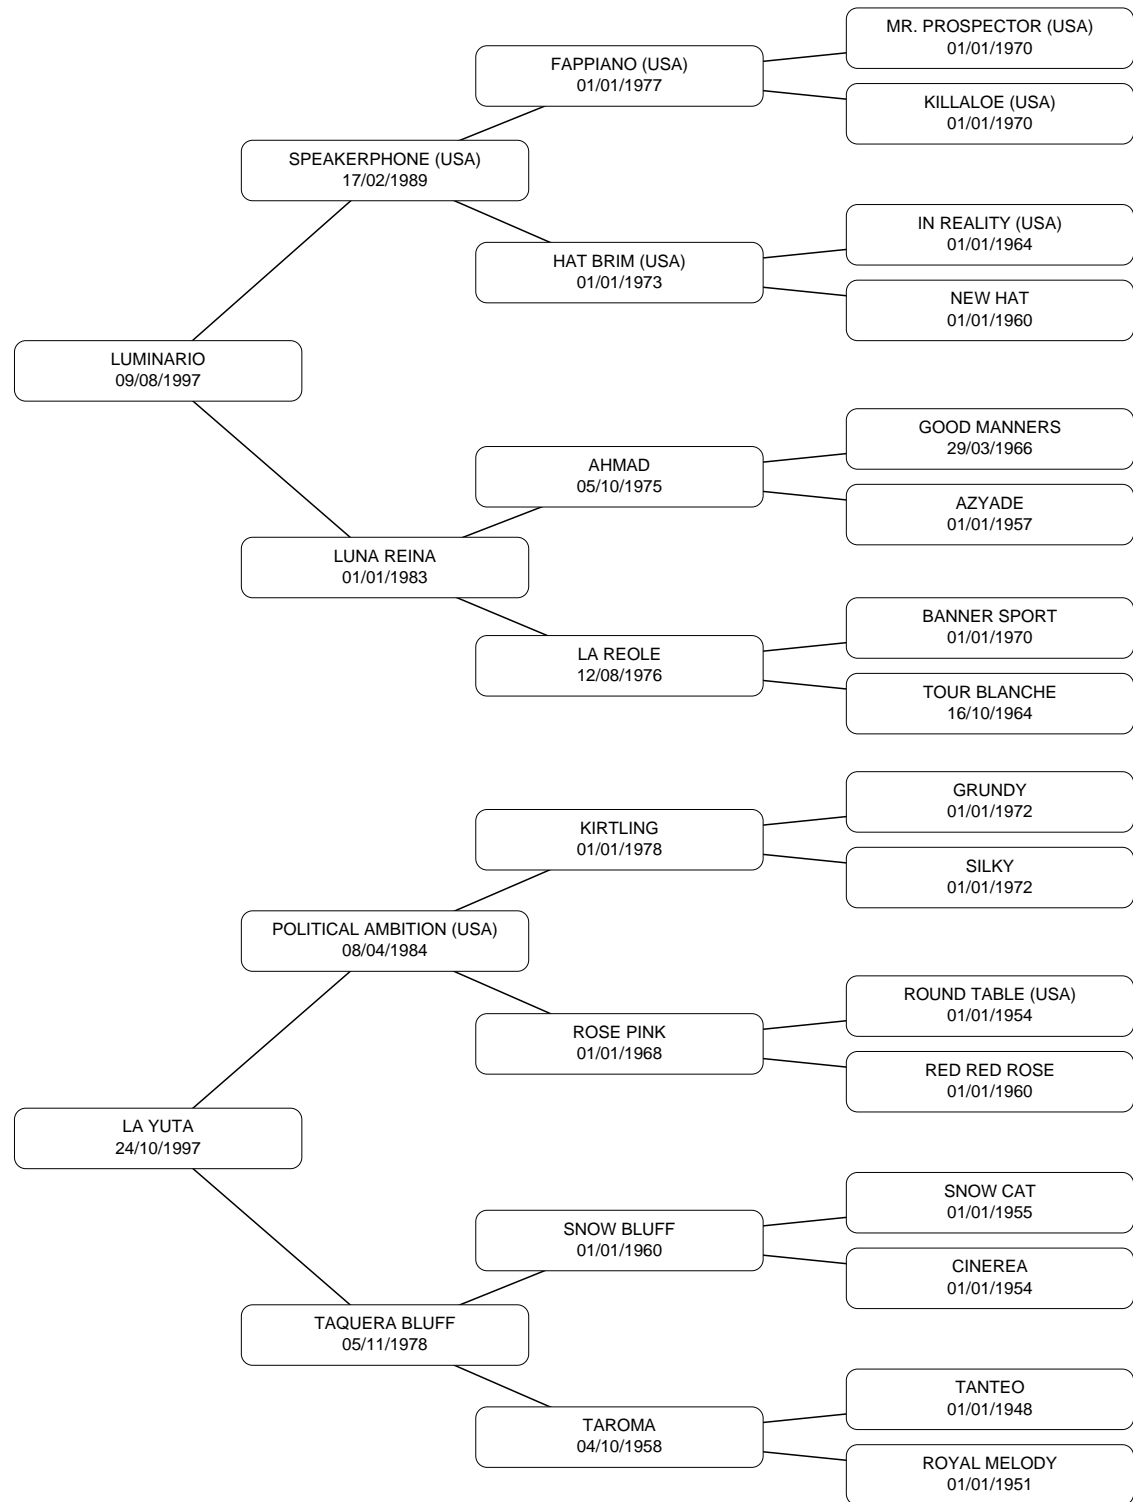 MR. PROSPECTOR (USA)
01/01/1970
FAPPIANO (USA)
01/01/1977
KILLALOE (USA)
01/01/1970
SPEAKERPHONE (USA)
17/02/1989
IN REALITY (USA)
01/01/1964
HAT BRIM (USA)
01/01/1973
NEW HAT
01/01/1960
LUMINARIO
09/08/1997
GOOD MANNERS
29/03/1966
AHMAD
05/10/1975
AZYADE
01/01/1957
LUNA REINA
01/01/1983
BANNER SPORT
01/01/1970
LA REOLE
12/08/1976
TOUR BLANCHE
16/10/1964
GRUNDY
01/01/1972
KIRTLING
01/01/1978
SILKY
01/01/1972
POLITICAL AMBITION (USA)
08/04/1984
ROUND TABLE (USA)
01/01/1954
ROSE PINK
01/01/1968
RED RED ROSE
01/01/1960
LA YUTA
24/10/1997
SNOW CAT
01/01/1955
SNOW BLUFF
01/01/1960
CINEREA
01/01/1954
TAQUERA BLUFF
05/11/1978
TANTEO
01/01/1948
TAROMA
04/10/1958
ROYAL MELODY
01/01/1951